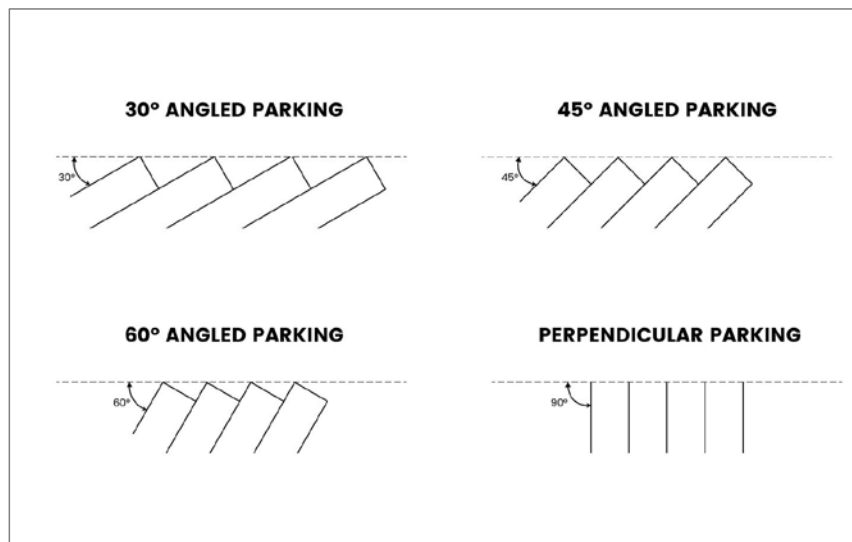 30° ANGLED PARKING
30°
45° ANGLED PARKING
45°
60° ANGLED PARKING
60°
PERPENDICULAR PARKING
90°